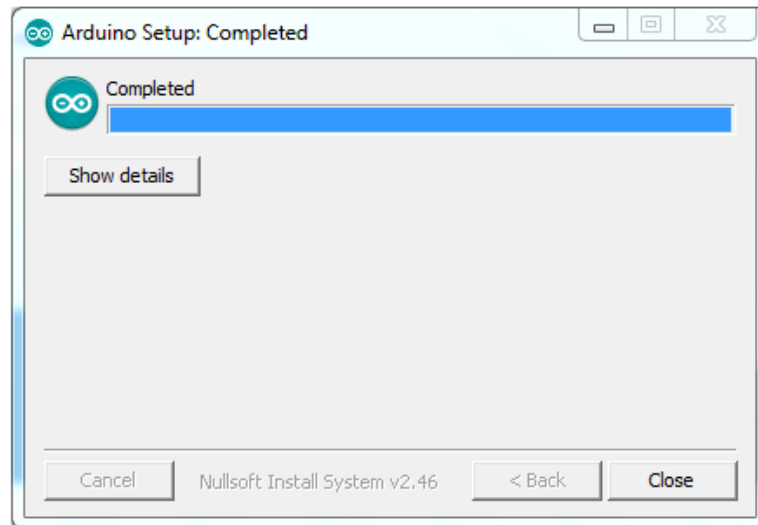 Arduino Setup: Completed
Completed
Show details
Cancel
Nullsoft Install System v2.46
< Back
Close